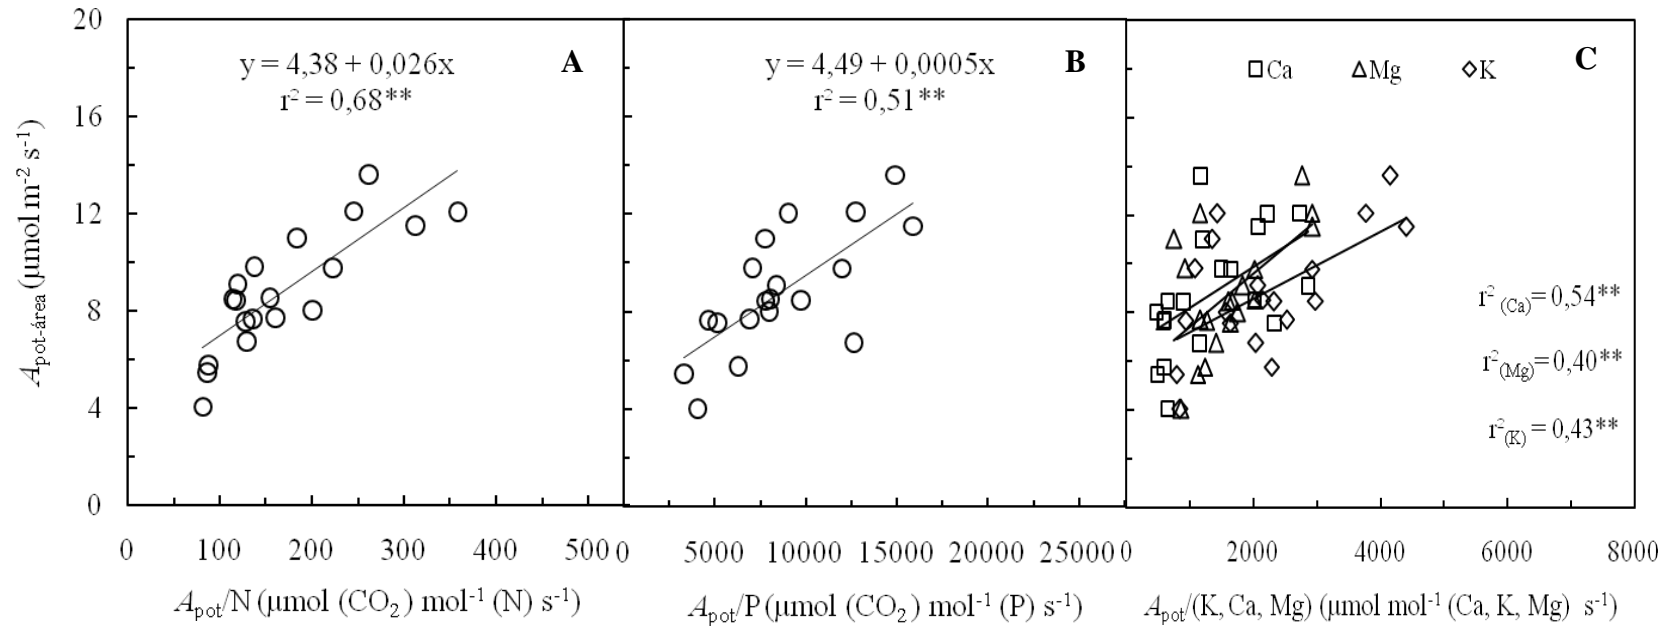 A_pot-área (µmol m⁻² s⁻¹)
20
16
12
8
4
0
y = 4,38 + 0,026x
r² = 0,68**
A
0 100 200 300 400 500
A_pot/N (µmol (CO₂) mol⁻¹ (N) s⁻¹)
y = 4,49 + 0,0005x
r² = 0,51**
B
0 5000 10000 15000 20000 25000
A_pot/P (µmol (CO₂) mol⁻¹ (P) s⁻¹)
Ca Mg K
C
r² (Ca) = 0,54**
r²(Mg) = 0,40**
r²(K) = 0,43**
0 2000 4000 6000 8000
A_pot/(K, Ca, Mg) (µmol mol⁻¹ (Ca, K, Mg) s⁻¹)